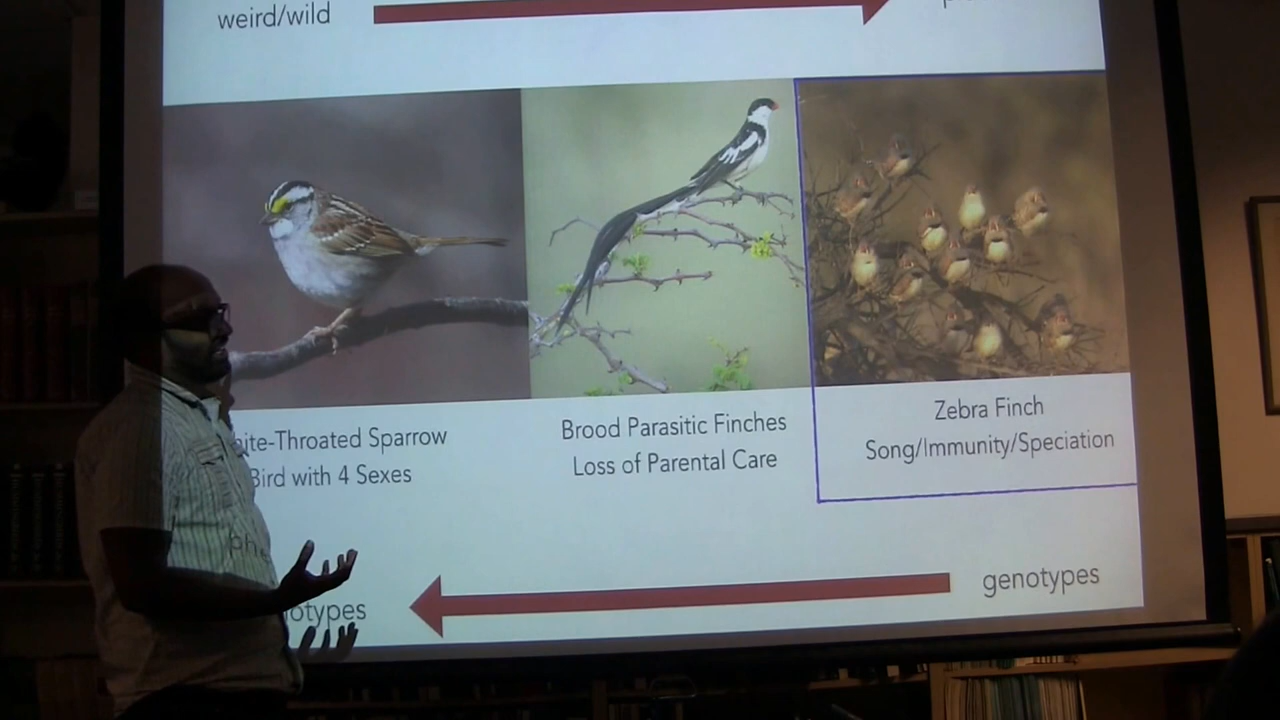 weird/wild
ite-Throated Sparrow
Bird with 4 Sexes
Brood Parasitic Finches
Loss of Parental Care
Zebra Finch
Song/Immunity/Speciation
phe
otypes
genotypes